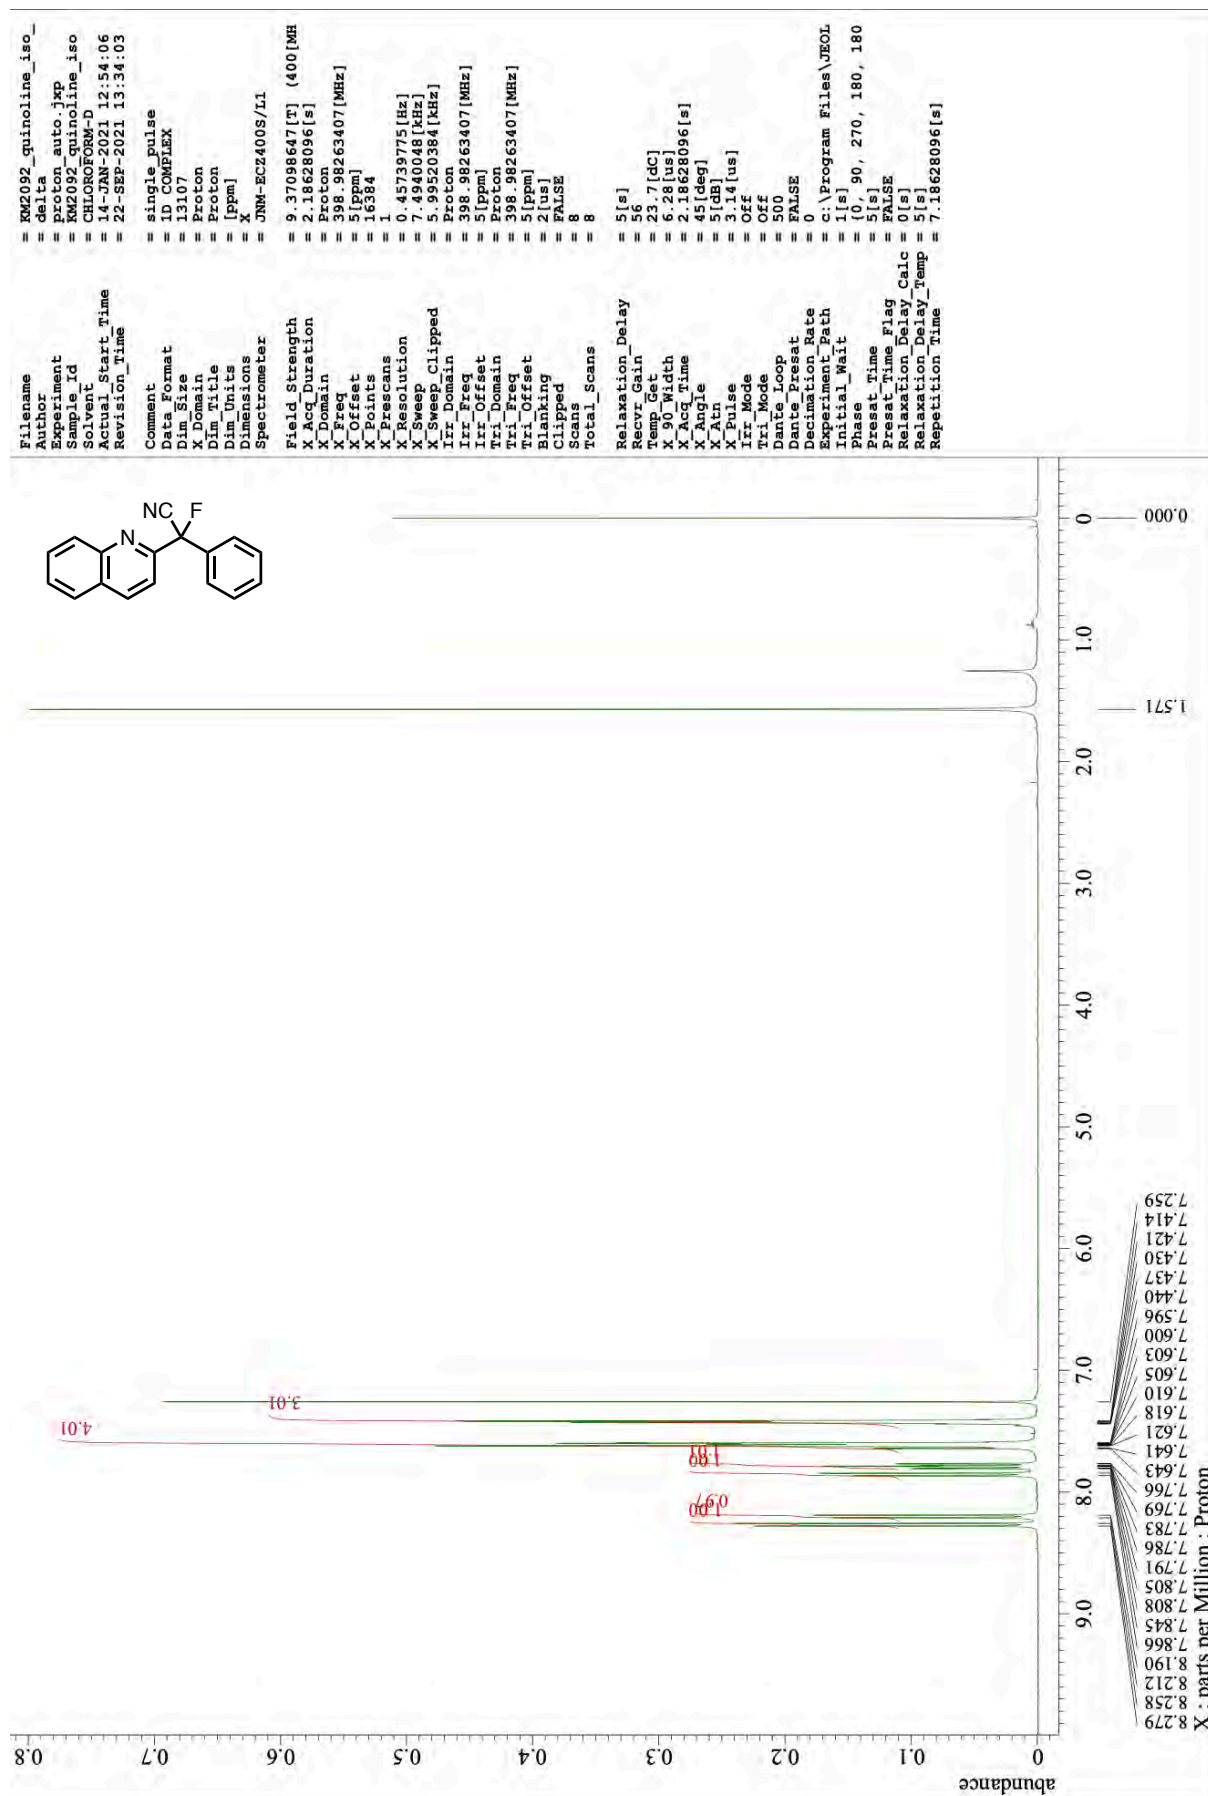 Filename = KM2092_quinoline_iso_
Author = delta
Experiment = proton_auto.jxp
Sample_Id = KM2092_quinoline_iso
Solvent = CHLOROFORM-D
Actual_Start_Time = 14-JAN-2021 12:54:06
Revision_Time = 22-SEP-2021 13:34:03
Comment = single_pulse
Data_Format = 1D COMPLEX
Dim_Size = 13107
X_Domain = Proton
Dim_Title = Proton
Dim_Units = [ppm]
Dimensions = X
Spectrometer = JNM-ECZ400S/L1
Field_Strength = 9.37098647[T] (400[MH
X_Acq_Duration = 2.18628096[s]
X_Domain = Proton
X_Freq = 398.98263407[MHz]
X_Offset = 5[ppm]
X_Points = 16384
X_Prescans = 1
X_Resolution = 0.45739775[Hz]
X_Sweep = 7.4940048[kHz]
X_Sweep_Clipped = 5.99520384[kHz]
Irr_Domain = Proton
Irr_Freq = 398.98263407[MHz]
Irr_Offset = 5[ppm]
Tri_Domain = Proton
Tri_Freq = 398.98263407[MHz]
Tri_Offset = 5[ppm]
Blanking = 2[us]
Clipped = FALSE
Scans = 8
Total_Scans = 8
Relaxation_Delay = 5[s]
Recvr_Gain = 56
Temp_Get = 23.7[dC]
X_90_Width = 6.28[us]
X_Acq_Time = 2.18628096[s]
X_Angle = 45[deg]
X_Atn = 5[dB]
X_Pulse = 3.14[us]
Irr_Mode = Off
Tri_Mode = Off
Dante_Loop = 500
Dante_Presat = FALSE
Decimation_Rate = 0
Experiment_Path = c:\Program Files\JEOL
Initial_Wait = 1[s]
Phase = {0, 90, 270, 180, 180
Presat_Time = 5[s]
Presat_Time_Flag = FALSE
Relaxation_Delay_Calc = 0[s]
Relaxation_Delay_Temp = 5[s]
Repetition_Time = 7.18628096[s]
NC F
N
abundance
0 0.1 0.2 0.3 0.4 0.5 0.6 0.7 0.8
1.00
0.97
1.00
1.01
4.01
3.01
9.0 8.0 7.0 6.0 5.0 4.0 3.0 2.0 1.0 0
8.279
8.258
8.212
8.190
7.866
7.845
7.808
7.805
7.791
7.786
7.783
7.769
7.766
7.643
7.641
7.621
7.618
7.610
7.605
7.603
7.600
7.596
7.440
7.437
7.430
7.421
7.414
7.259
1.571
0.000
X : parts per Million : Proton